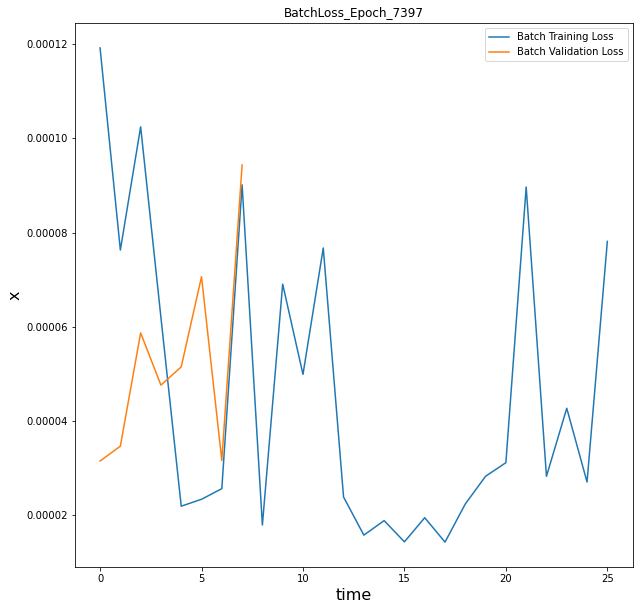 BatchLoss_Epoch_7397
Batch Training Loss
Batch Validation Loss
0.00012
0.00010
0.00008
0.00006
0.00004
0.00002
x
0 5 10 15 20 25
time